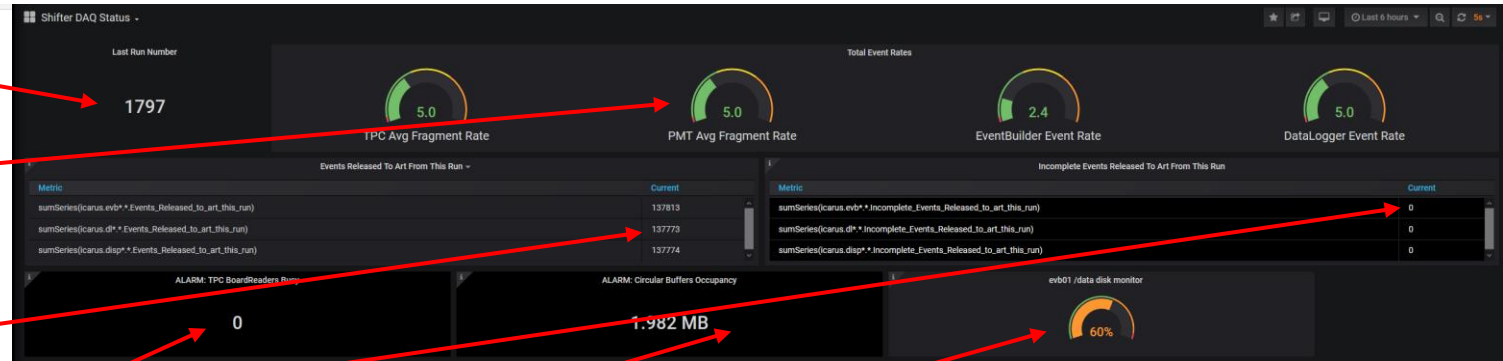 Shifter DAQ Status
Last 6 hours
5s
Last Run Number
Total Event Rates
1797
5.0
5.0
2.4
5.0
TPC Avg Fragment Rate
PMT Avg Fragment Rate
EventBuilder Event Rate
DataLogger Event Rate
Events Released To Art From This Run
Incomplete Events Released To Art From This Run
Metric Current
Metric Current
sumSeries(icarus.evb*.*.Events_Released_to_art_this_run) 137813
sumSeries(icarus.evb*.*.Incomplete_Events_Released_to_art_this_run) 0
sumSeries(icarus.dl*.*.Events_Released_to_art_this_run) 137773
sumSeries(icarus.dl*.*.Incomplete_Events_Released_to_art_this_run) 0
sumSeries(icarus.disp*.*.Events_Released_to_art_this_run) 137774
sumSeries(icarus.disp*.*.Incomplete_Events_Released_to_art_this_run) 0
ALARM: TPC BoardReaders Busy
ALARM: Circular Buffers Occupancy
evb01 /data disk monitor
0
1.982 MB
60%